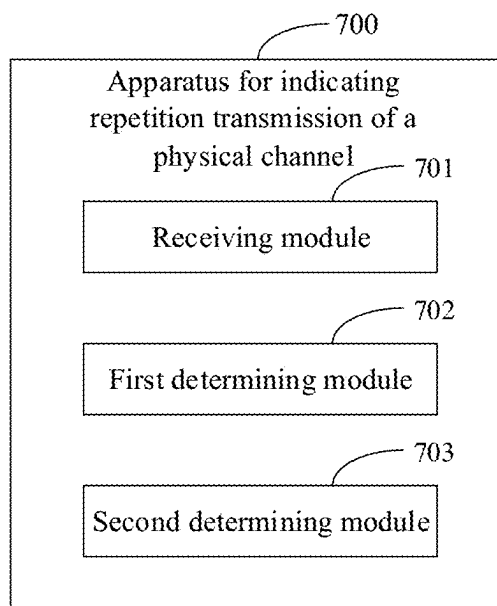 700
Apparatus for indicating
repetition transmission of a
physical channel
701
Receiving module
702
First determining module
703
Second determining module